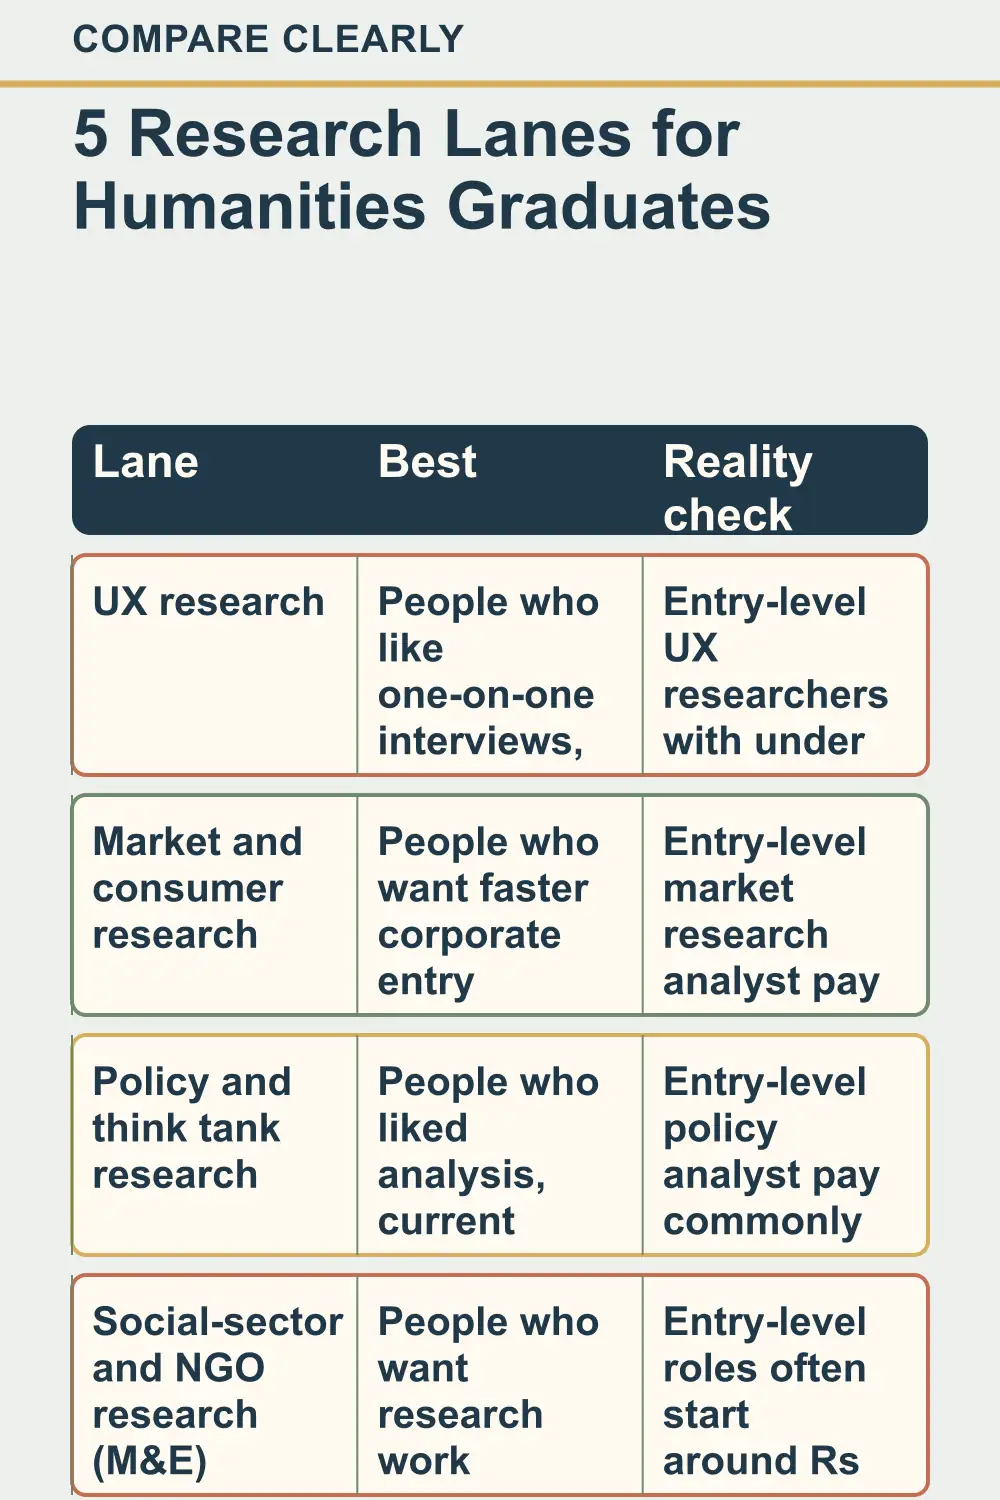 COMPARE CLEARLY
5 Research Lanes for
Humanities Graduates
Lane
Best
Reality
check
UX research
People who
like
one-on-one
interviews,
Entry-level
UX
researchers
with under
Market and
consumer
research
People who
want faster
corporate
entry
Entry-level
market
research
analyst pay
Policy and
think tank
research
People who
liked
analysis,
current
Entry-level
policy
analyst pay
commonly
Social-sector
and NGO
research
(M&E)
People who
want
research
work
Entry-level
roles often
start
around Rs